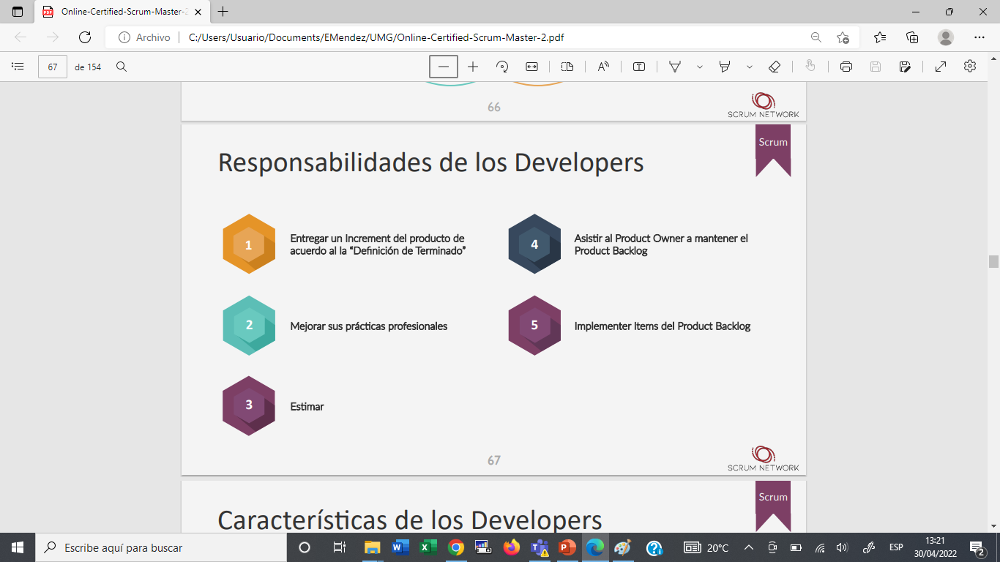 Online-Certified-Scrum-Master-2
Archivo
C:/Users/Usuario/Documents/EMendez/UMG/Online-Certified-Scrum-Master-2.pdf
67
de 154
66
SCRUM NETWORK
Scrum
Responsabilidades de los Developers
1
Entregar un Increment del producto de
acuerdo al la “Definición de Terminado”
2
Mejorar sus prácticas profesionales
3
Estimar
4
Asistir al Product Owner a mantener el
Product Backlog
5
Implementer Items del Product Backlog
67
SCRUM NETWORK
Scrum
Características de los Developers
Escribe aquí para buscar
20°C
ESP
13:21
30/04/2022
2